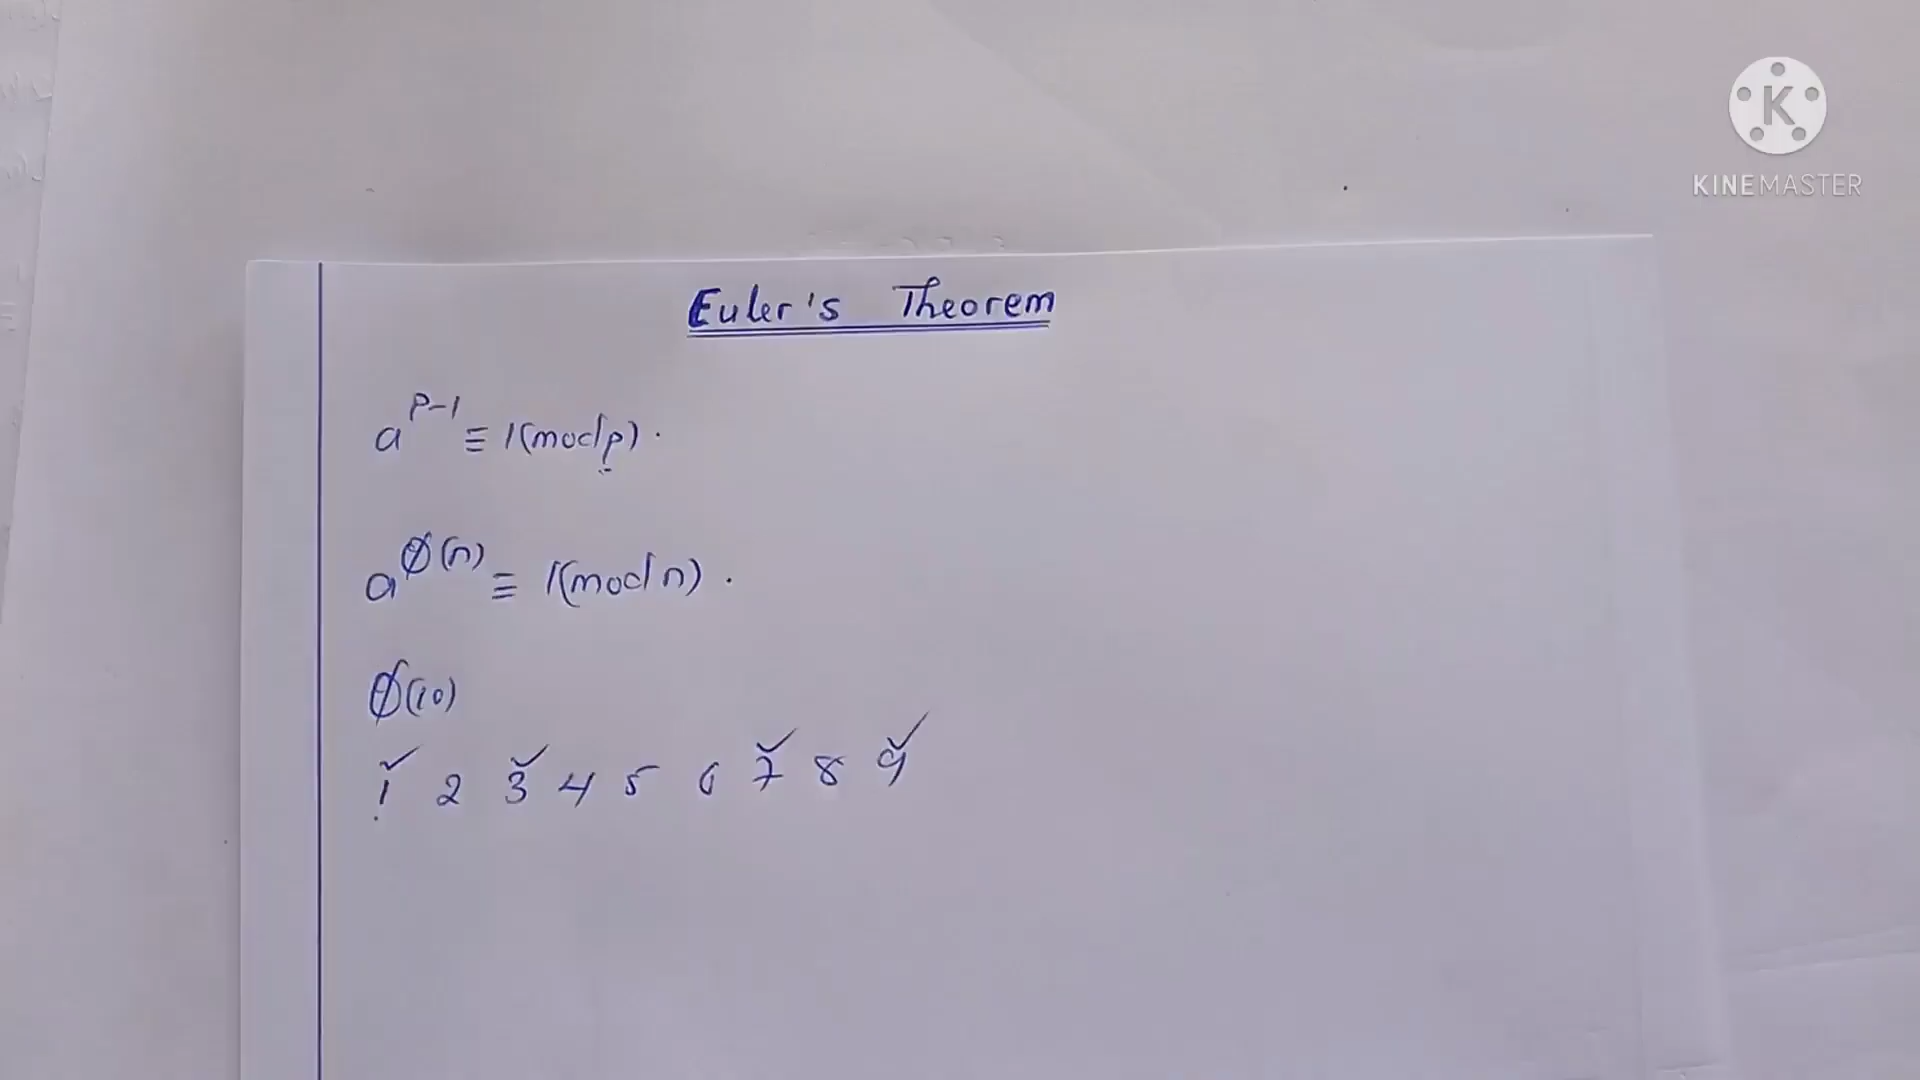 K
KINEMASTER
Euler's Theorem
a^{p-1} ≡ 1(mod p).
a^{Ø(n)} ≡ 1(mod n).
Ø(10)
1 2 3 4 5 6 7 8 9